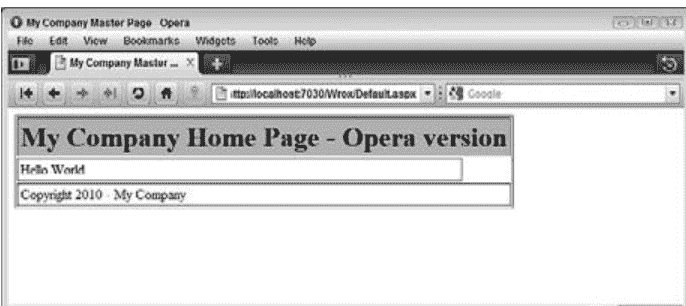 My Company Master Page Opera
File Edit View Bookmarks Widgets Tools Help
My Company Master ...
ttp://localhost:7030/Wrox/Default.aspx
Google
My Company Home Page - Opera version
Hello World
Copyright 2010 - My Company